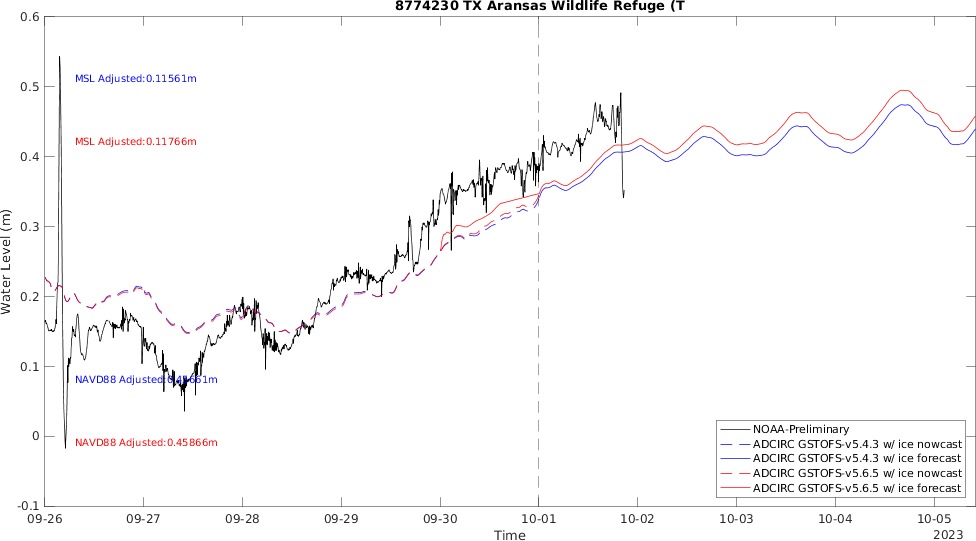 8774230 TX Aransas Wildlife Refuge (T
0.6
0.5
0.4
0.3
0.2
0.1
0
-0.1
Water Level (m)
MSL Adjusted:0.11561m
MSL Adjusted:0.11766m
NAVD88 Adjusted:
NAVD88 Adjusted:0.45866m
NOAA-Preliminary
ADCIRC GSTOFS-v5.4.3 w/ ice nowcast
ADCIRC GSTOFS-v5.4.3 w/ ice forecast
ADCIRC GSTOFS-v5.6.5 w/ ice nowcast
ADCIRC GSTOFS-v5.6.5 w/ ice forecast
09-26 09-27 09-28 09-29 09-30 10-01 10-02 10-03 10-04 10-05
Time
2023